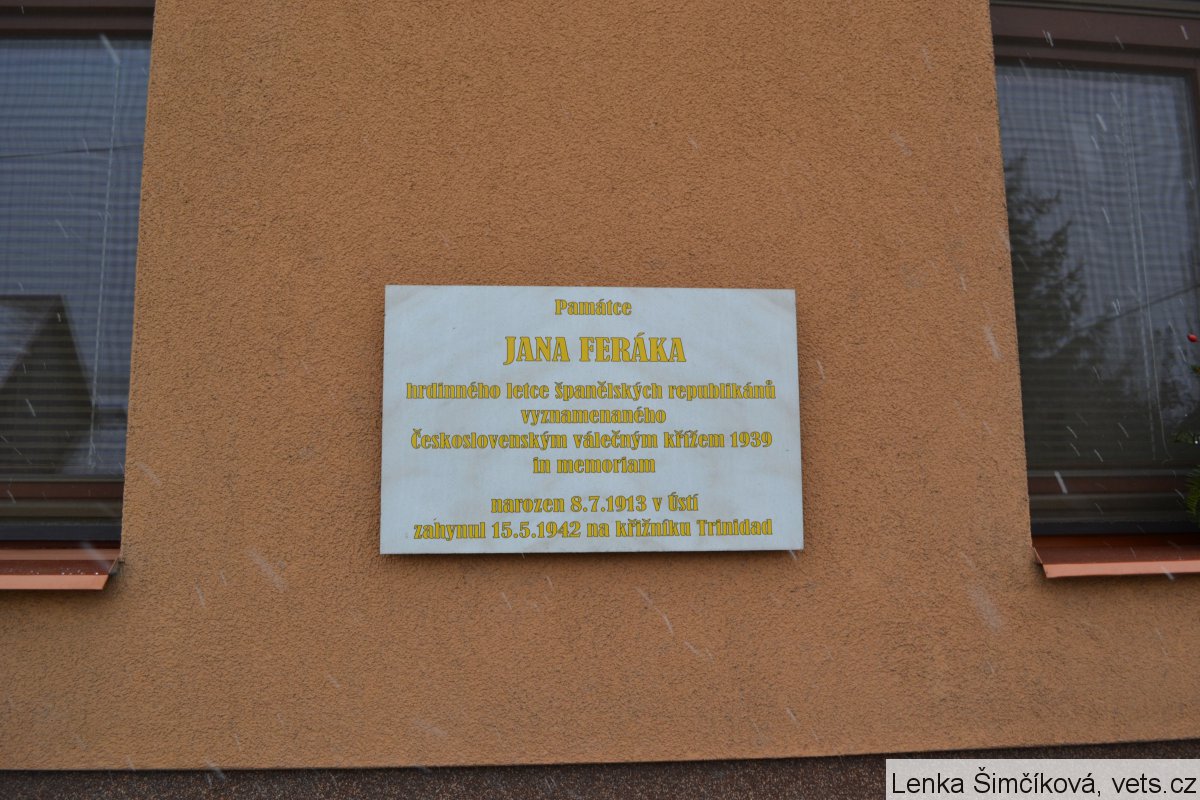 Památce
JANA FERÁKA
hrdinného letce španělských republikánů
vyznamenaného
Československým válečným křížem 1939
in memoriam
narozen 8.7.1913 v Ústí
zahynul 15.5.1942 na křižníku Trinidad
Lenka Šimčíková, vets.cz